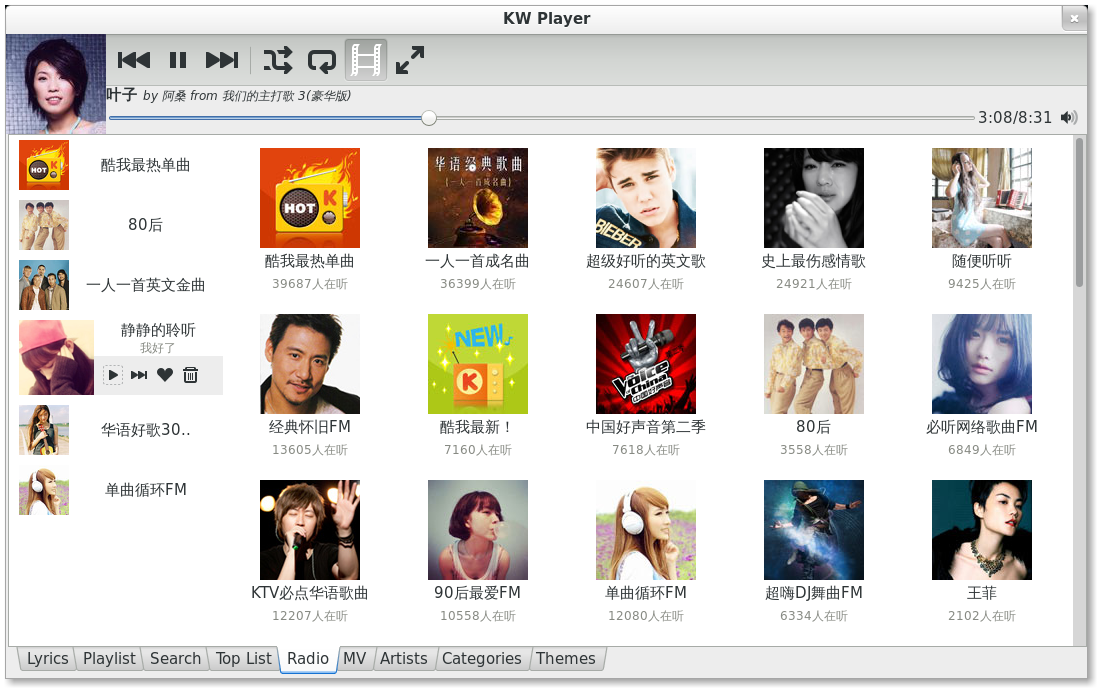 KW Player
叶子 by 阿桑 from 我们的主打歌 3(豪华版)
3:08/8:31
HOT K
酷我最热单曲
80后
一人一首英文金曲
静静的聆听
我好了
华语好歌30..
单曲循环FM
HOT K
华语经典歌曲
(一人一首成名曲)
BIEBER
酷我最热单曲
一人一首成名曲
超级好听的英文歌
史上最伤感情歌
随便听听
39687人在听
36399人在听
24607人在听
24921人在听
9425人在听
NEW
K
The Voice of China
中国好声音
经典怀旧FM
酷我最新！
中国好声音第二季
80后
必听网络歌曲FM
13605人在听
7160人在听
7618人在听
3558人在听
6849人在听
KTV必点华语歌曲
90后最爱FM
单曲循环FM
超嗨DJ舞曲FM
王菲
12207人在听
10558人在听
12080人在听
6334人在听
2102人在听
Lyrics Playlist Search Top List Radio MV Artists Categories Themes